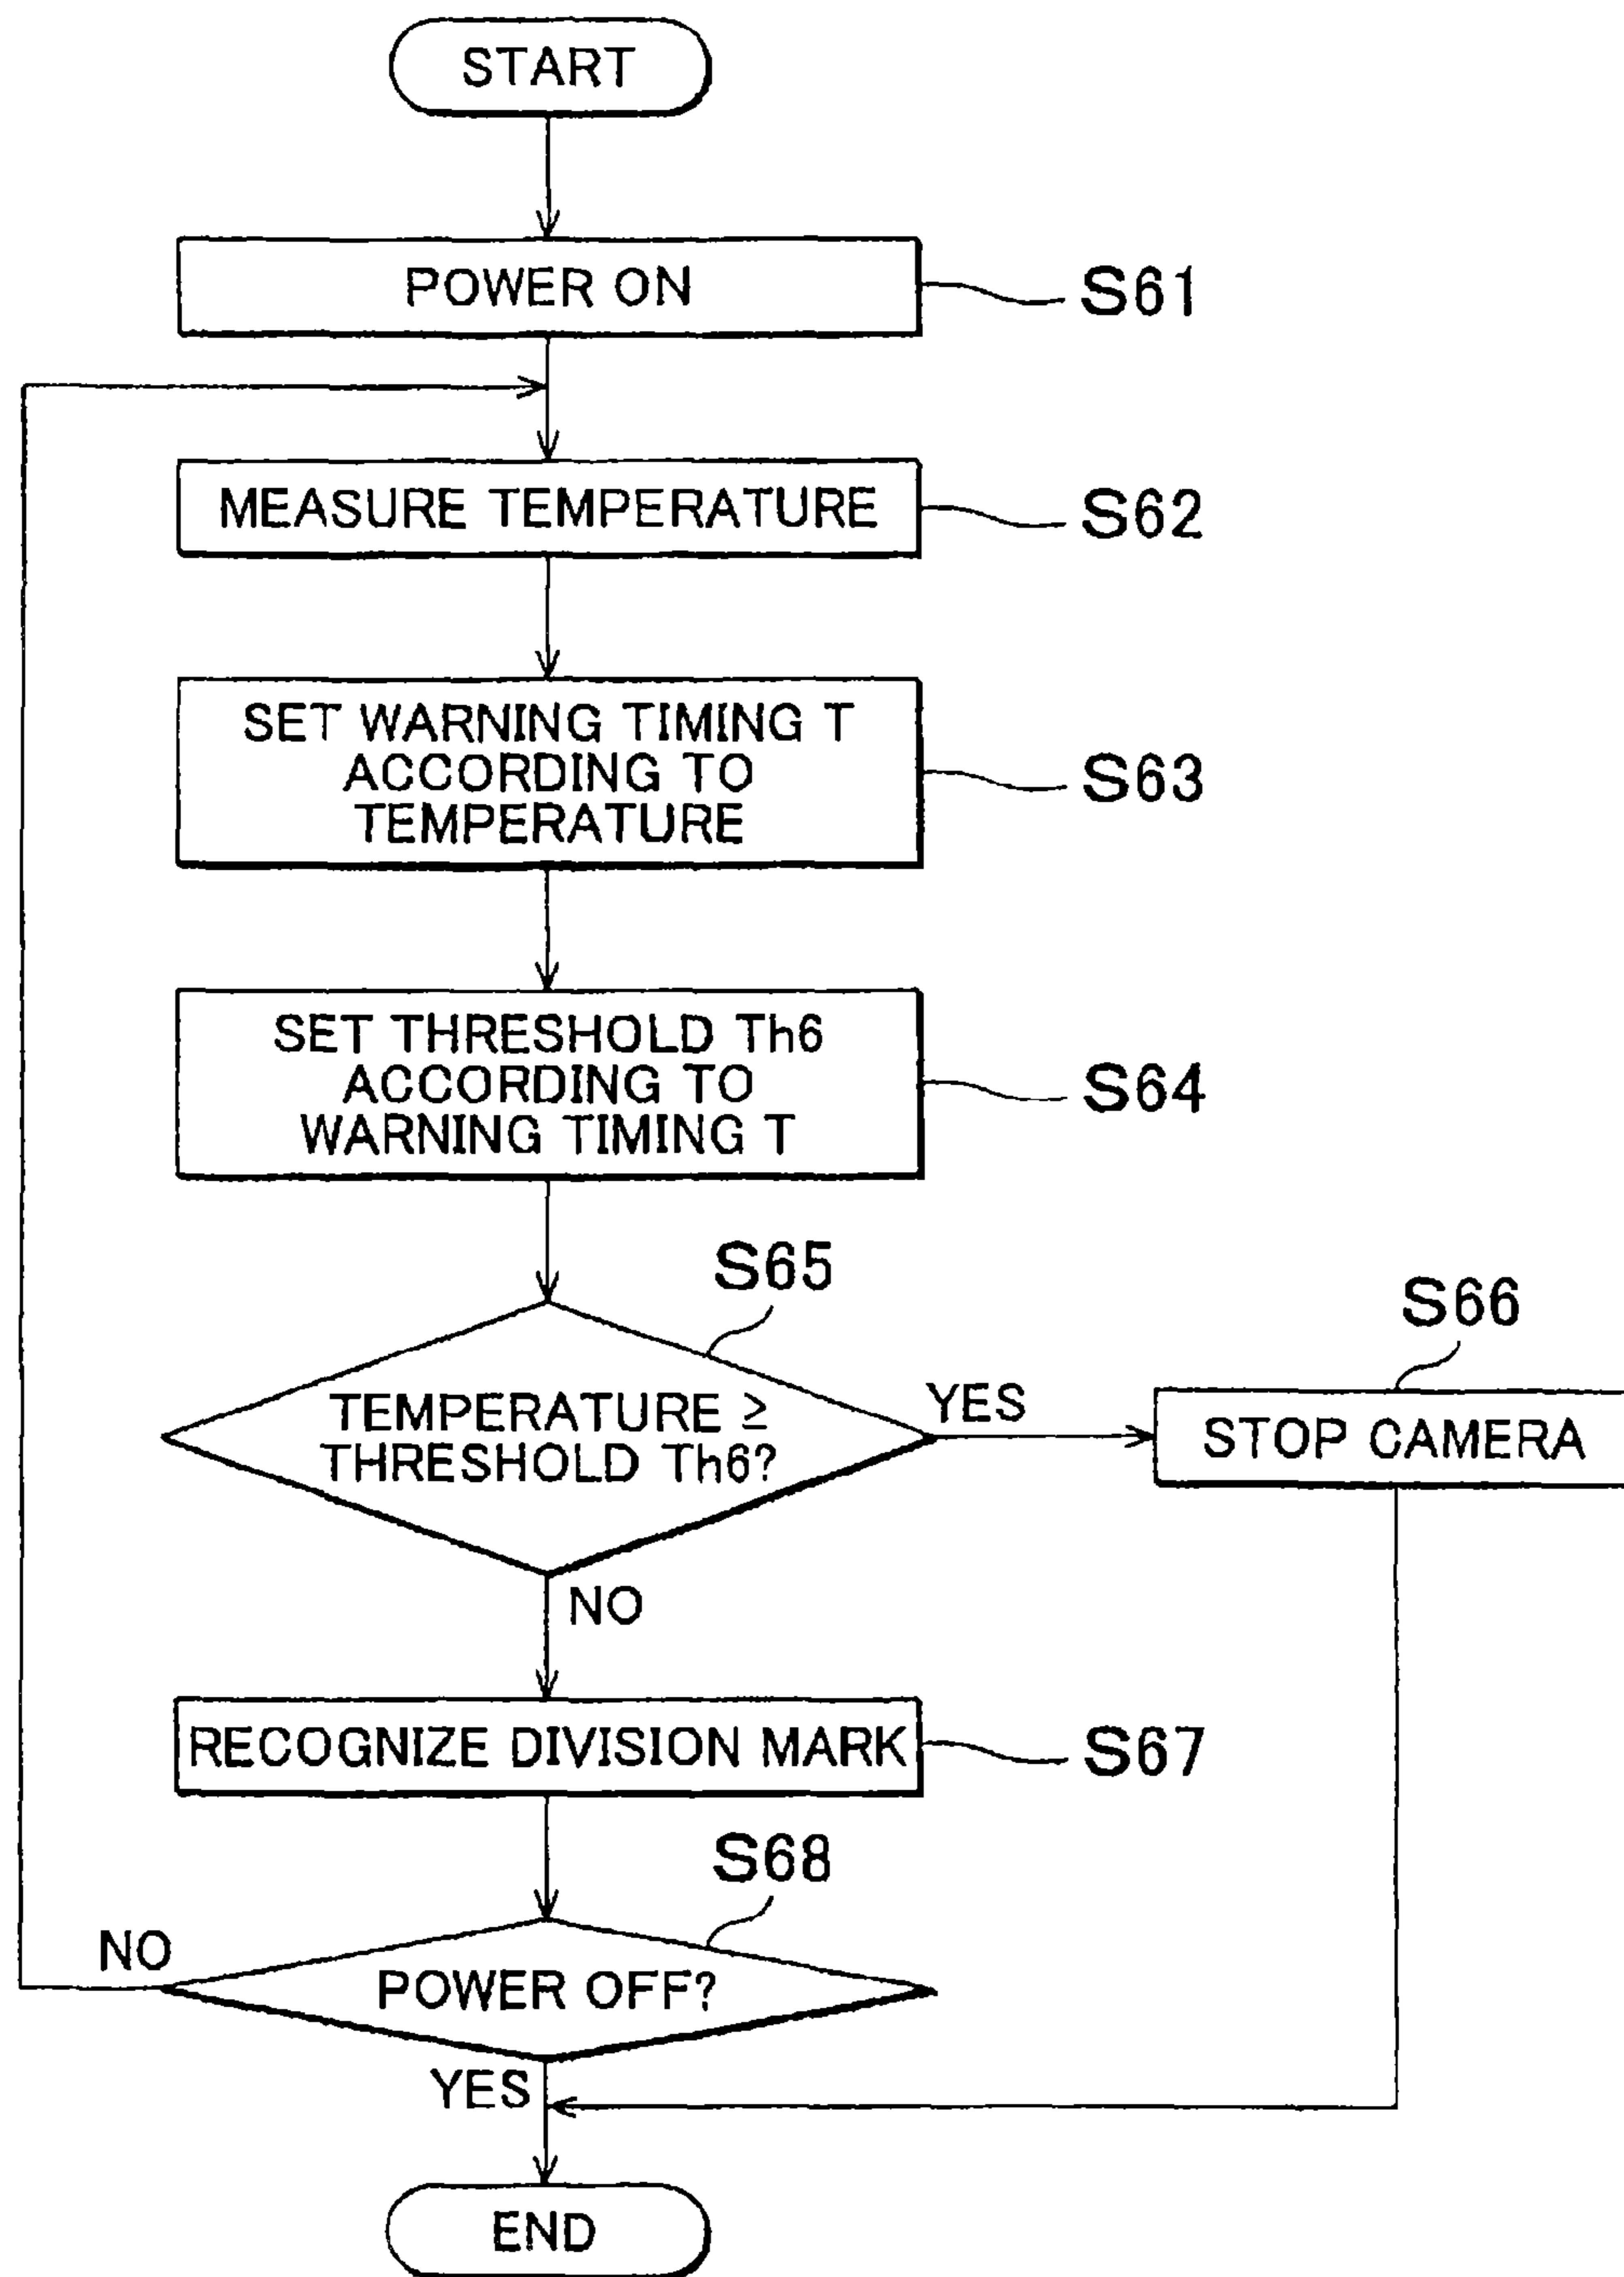 START
POWER ON
S61
MEASURE TEMPERATURE
S62
SET WARNING TIMING T
ACCORDING TO
TEMPERATURE
S63
SET THRESHOLD Th6
ACCORDING TO
WARNING TIMING T
S64
S65
TEMPERATURE ≥
THRESHOLD Th6?
YES
S66
STOP CAMERA
NO
RECOGNIZE DIVISION MARK
S67
S68
POWER OFF?
NO
YES
END